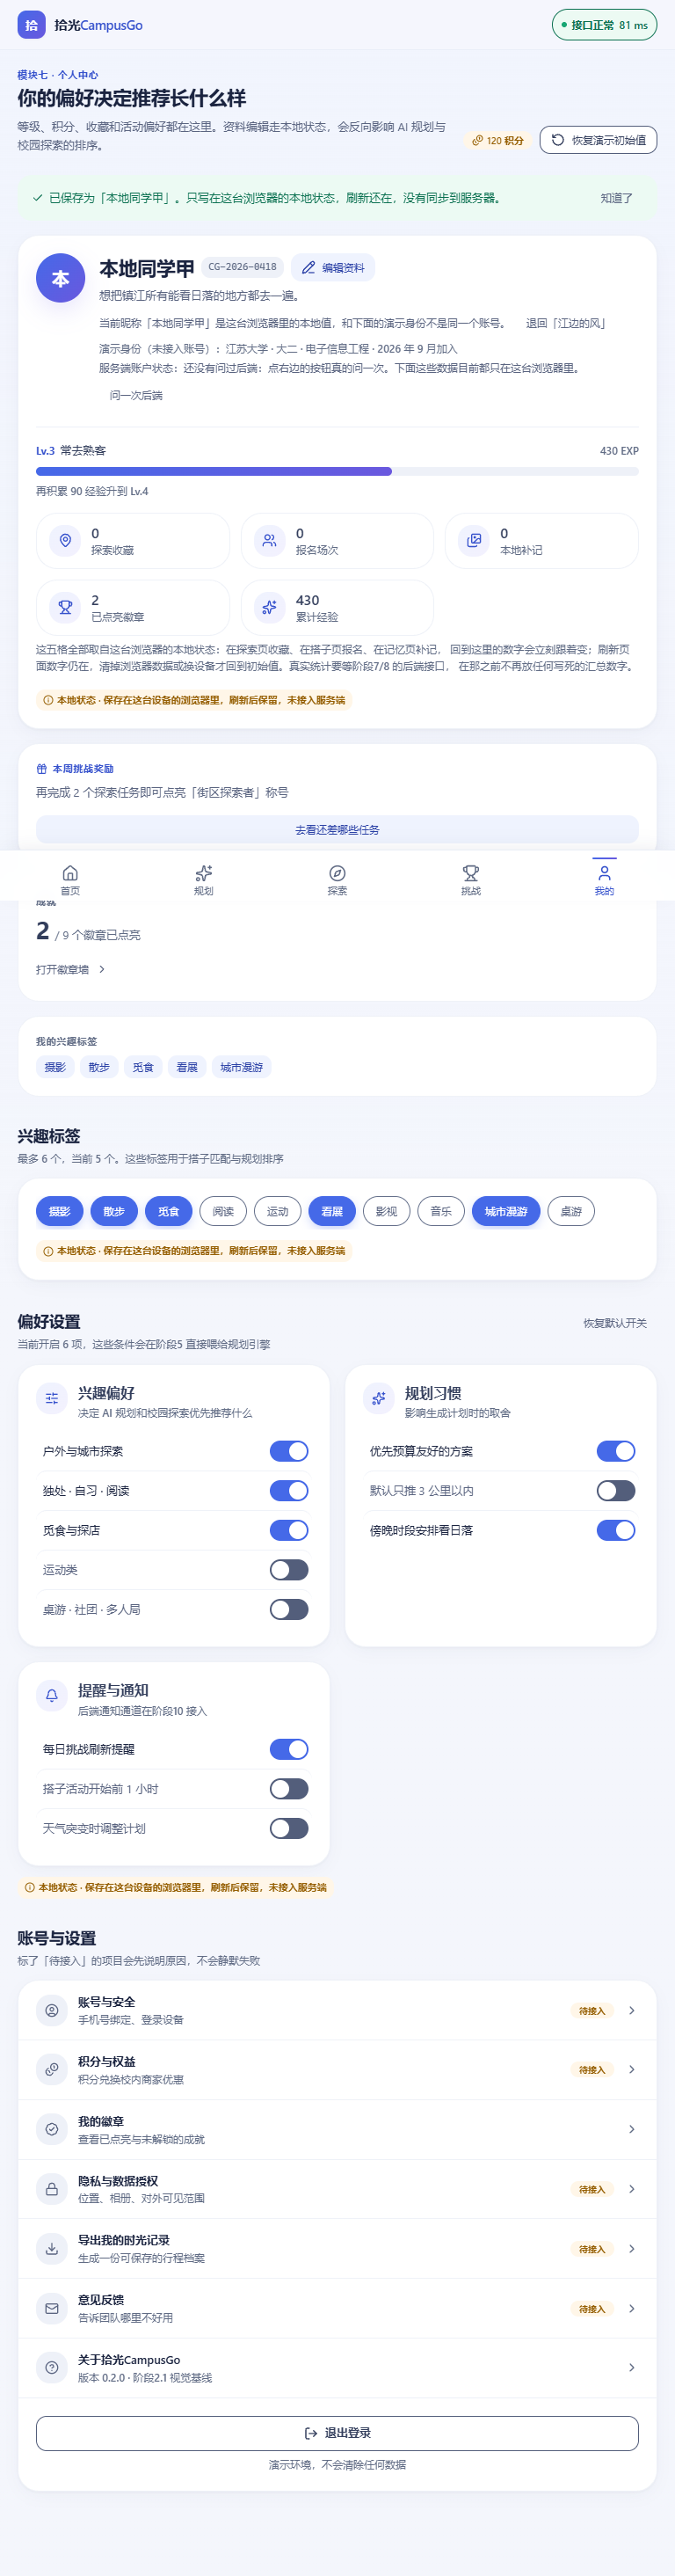 拾 拾光CampusGo
接口正常 81 ms
模块七 · 个人中心
你的偏好决定推荐长什么样
等级、积分、收藏和活动偏好都在这里。资料编辑走本地状态，会反向影响 AI 规划与
校园探索的排序。
120 积分
恢复演示初始值
已保存为「本地同学甲」。只写在这台浏览器的本地状态，刷新还在，没有同步到服务器。
知道了
本
本地同学甲
CG-2026-0418
编辑资料
想把镇江所有能看日落的地方都去一遍。
当前昵称「本地同学甲」是这台浏览器里的本地值，和下面的演示身份不是同一个账号。
退回「江边的风」
演示身份（未接入账号）：江苏大学 · 大二 · 电子信息工程 · 2026 年 9 月加入
服务端账户状态：还没有问过后端：点右边的按钮真的问一次。下面这些数据目前都只在这台浏览器里。
问一次后端
Lv.3 常去熟客
430 EXP
再积累 90 经验升到 Lv.4
0
探索收藏
0
报名场次
0
本地补记
2
已点亮徽章
430
累计经验
这五格全部取自这台浏览器的本地状态：在探索页收藏、在搭子页报名、在记忆页补记， 回到这里的数字会立刻跟着变；刷新页
面数字仍在，清掉浏览器数据或换设备才回到初始值。真实统计要等阶段7/8 的后端接口， 在那之前不再放任何写死的汇总数字。
本地状态 · 保存在这台设备的浏览器里，刷新后保留，未接入服务端
本周挑战奖励
再完成 2 个探索任务即可点亮「街区探索者」称号
去看还差哪些任务
首页
规划
探索
挑战
我的
2 / 9 个徽章已点亮
打开徽章墙
我的兴趣标签
摄影 散步 觅食 看展 城市漫游
兴趣标签
最多 6 个，当前 5 个。这些标签用于搭子匹配与规划排序
摄影 散步 觅食 阅读 运动 看展 影视 音乐 城市漫游 桌游
本地状态 · 保存在这台设备的浏览器里，刷新后保留，未接入服务端
偏好设置
恢复默认开关
当前开启 6 项，这些条件会在阶段5 直接喂给规划引擎
兴趣偏好
决定 AI 规划和校园探索优先推荐什么
户外与城市探索
独处 · 自习 · 阅读
觅食与探店
运动类
桌游 · 社团 · 多人局
规划习惯
影响生成计划时的取舍
优先预算友好的方案
默认只推 3 公里以内
傍晚时段安排看日落
提醒与通知
后端通知通道在阶段10 接入
每日挑战刷新提醒
搭子活动开始前 1 小时
天气突变时调整计划
本地状态 · 保存在这台设备的浏览器里，刷新后保留，未接入服务端
账号与设置
标了「待接入」的项目会先说明原因，不会静默失败
账号与安全
手机号绑定、登录设备
待接入
积分与权益
积分兑换校内商家优惠
待接入
我的徽章
查看已点亮与未解锁的成就
隐私与数据授权
位置、相册、对外可见范围
待接入
导出我的时光记录
生成一份可保存的行程档案
待接入
意见反馈
告诉团队哪里不好用
待接入
关于拾光CampusGo
版本 0.2.0 · 阶段2.1 视觉基线
退出登录
演示环境，不会清除任何数据